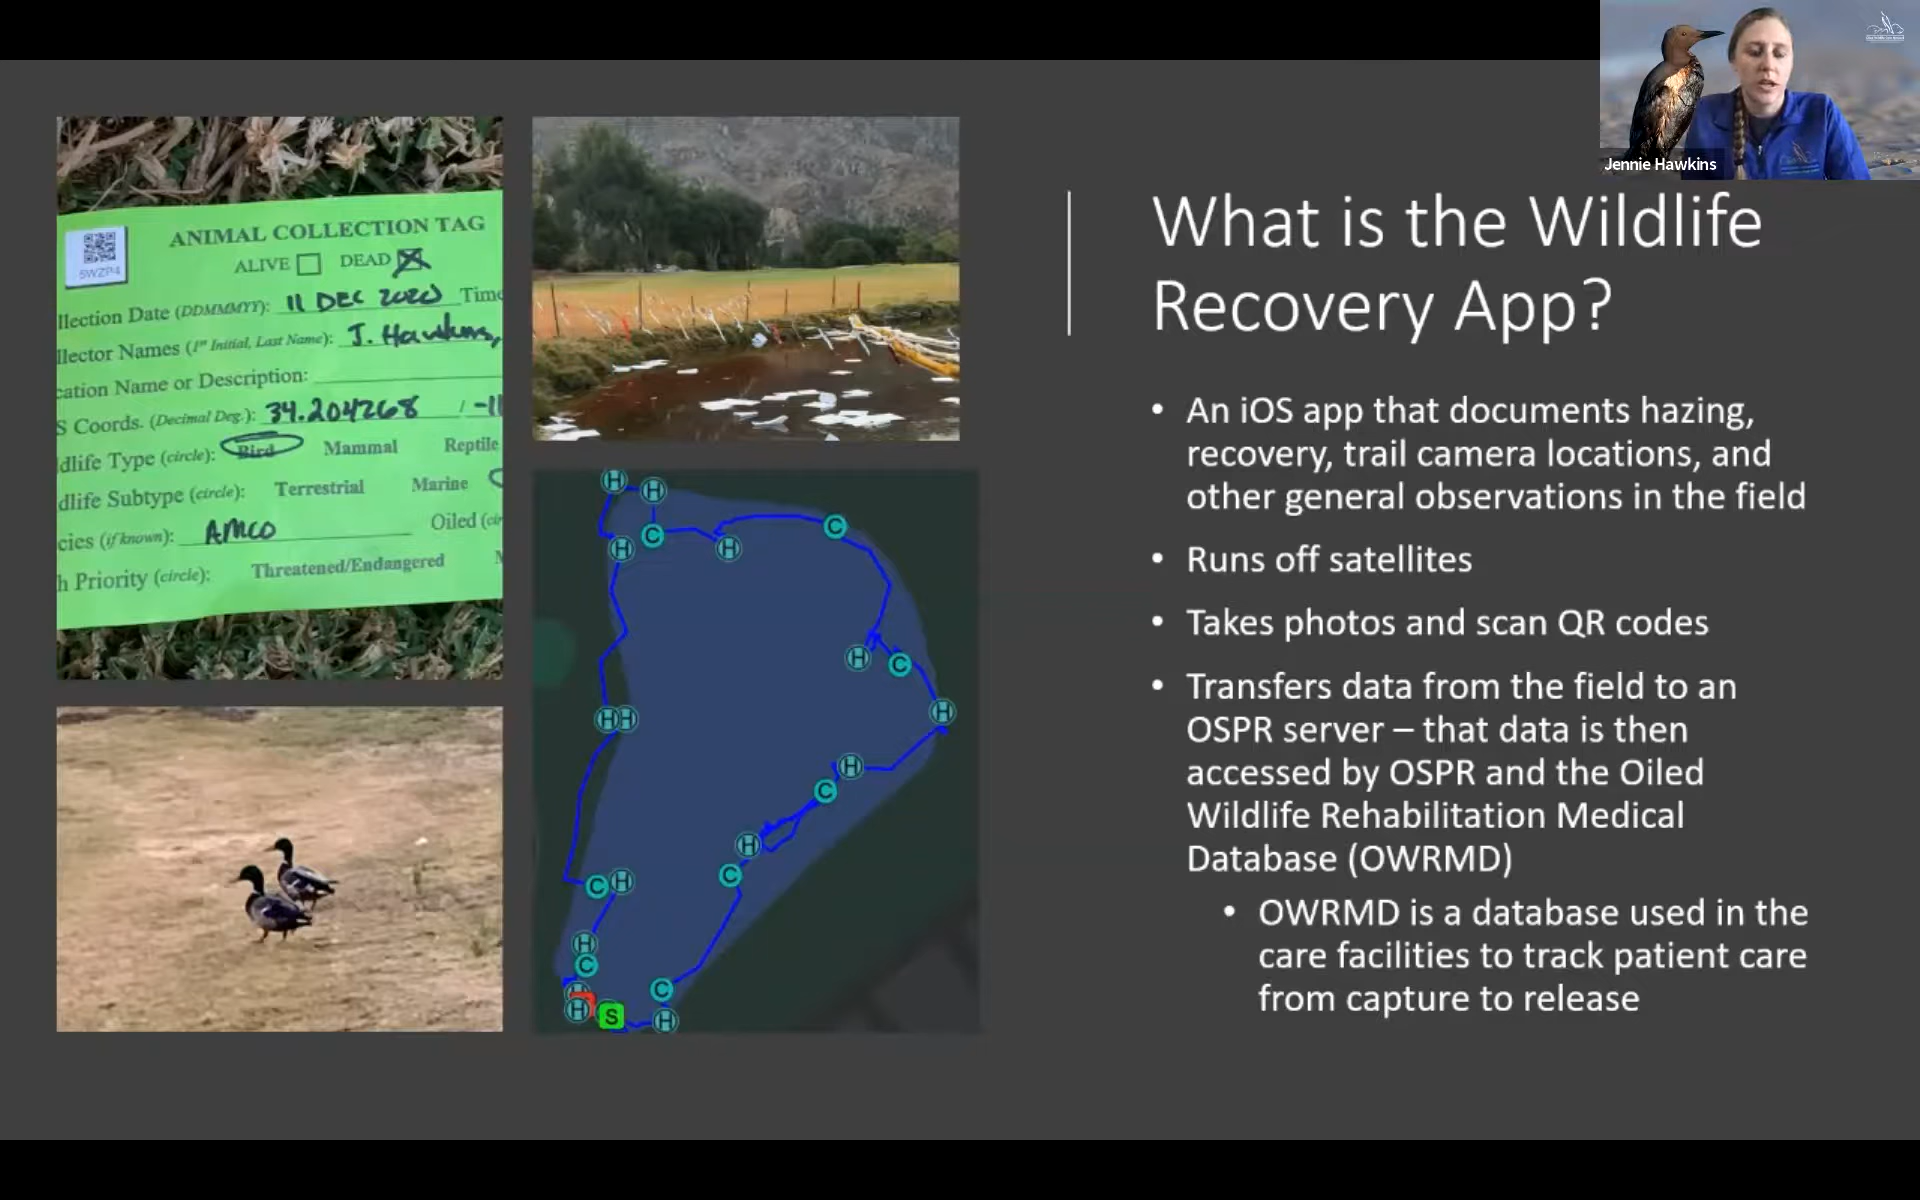 Jennie Hawkins
What is the Wildlife
Recovery App?
• An iOS app that documents hazing,
recovery, trail camera locations, and
other general observations in the field
• Runs off satellites
• Takes photos and scan QR codes
• Transfers data from the field to an
OSPR server – that data is then
accessed by OSPR and the Oiled
Wildlife Rehabilitation Medical
Database (OWRMD)
• OWRMD is a database used in the
care facilities to track patient care
from capture to release
5WZP4
ANIMAL COLLECTION TAG
ALIVE DEAD
llection Date (DDMMMYY): 11 DEC 2020 Time
llector Names (1st Initial, Last Name): J. Hawkins,
cation Name or Description:
S Coords. (Decimal Deg.): 34.204268 / -11
dlife Type (circle): Bird Mammal Reptile
dlife Subtype (circle): Terrestrial Marine
cies (if known): AMCO Oiled (cir
h Priority (circle): Threatened/Endangered
H H
C H C
H
H C
HH H
H
C
H
C
C H
H
C
C
H
H S H